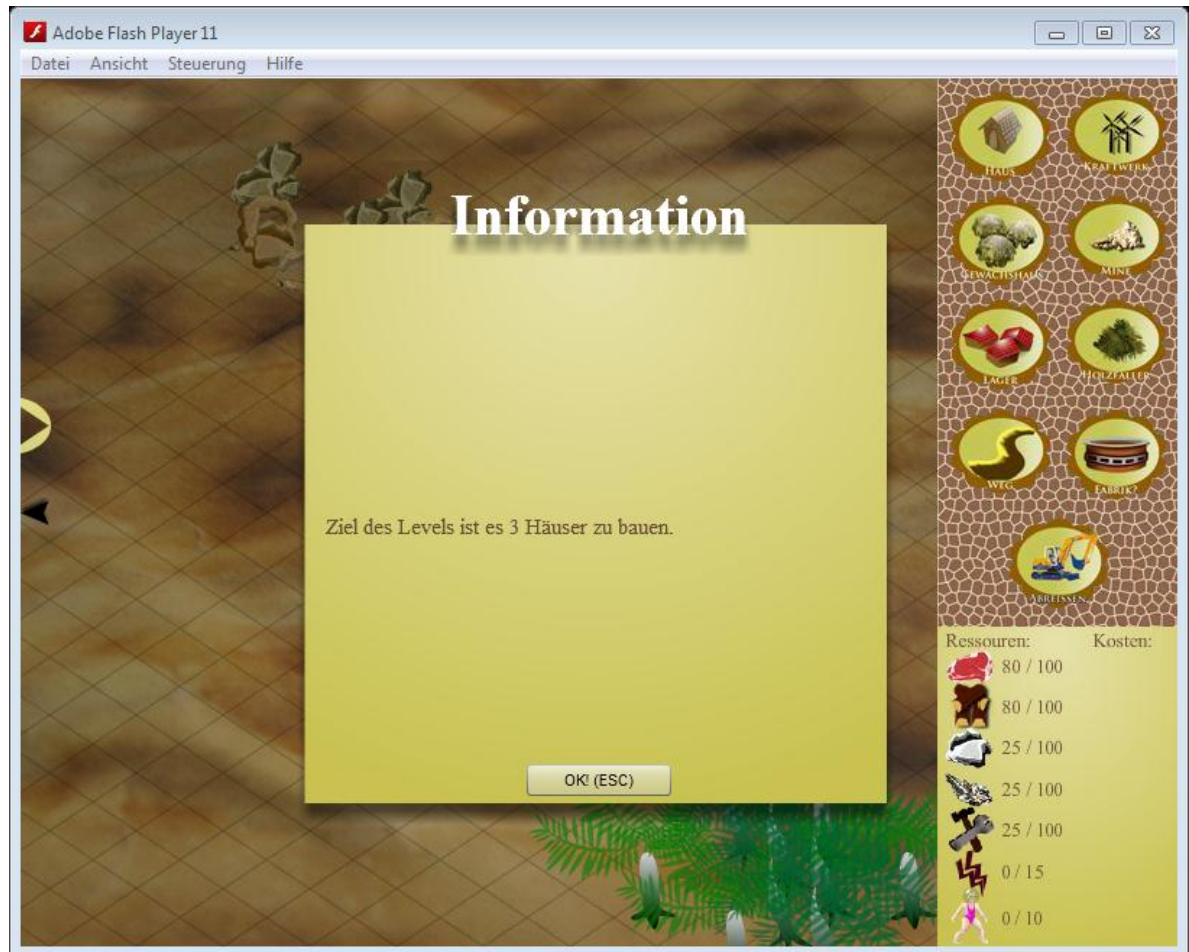 Adobe Flash Player 11
Datei Ansicht Steuerung Hilfe
Information
Ziel des Levels ist es 3 Häuser zu bauen.
OK! (ESC)
HAUS
KRAFTWERK
GEWÄCHSHAUS
MINE
LAGER
HOLZFÄLLER
WEG
FABRIK?
ABREISSEN
Ressouren: Kosten:
80 / 100
80 / 100
25 / 100
25 / 100
25 / 100
0 / 15
0 / 10